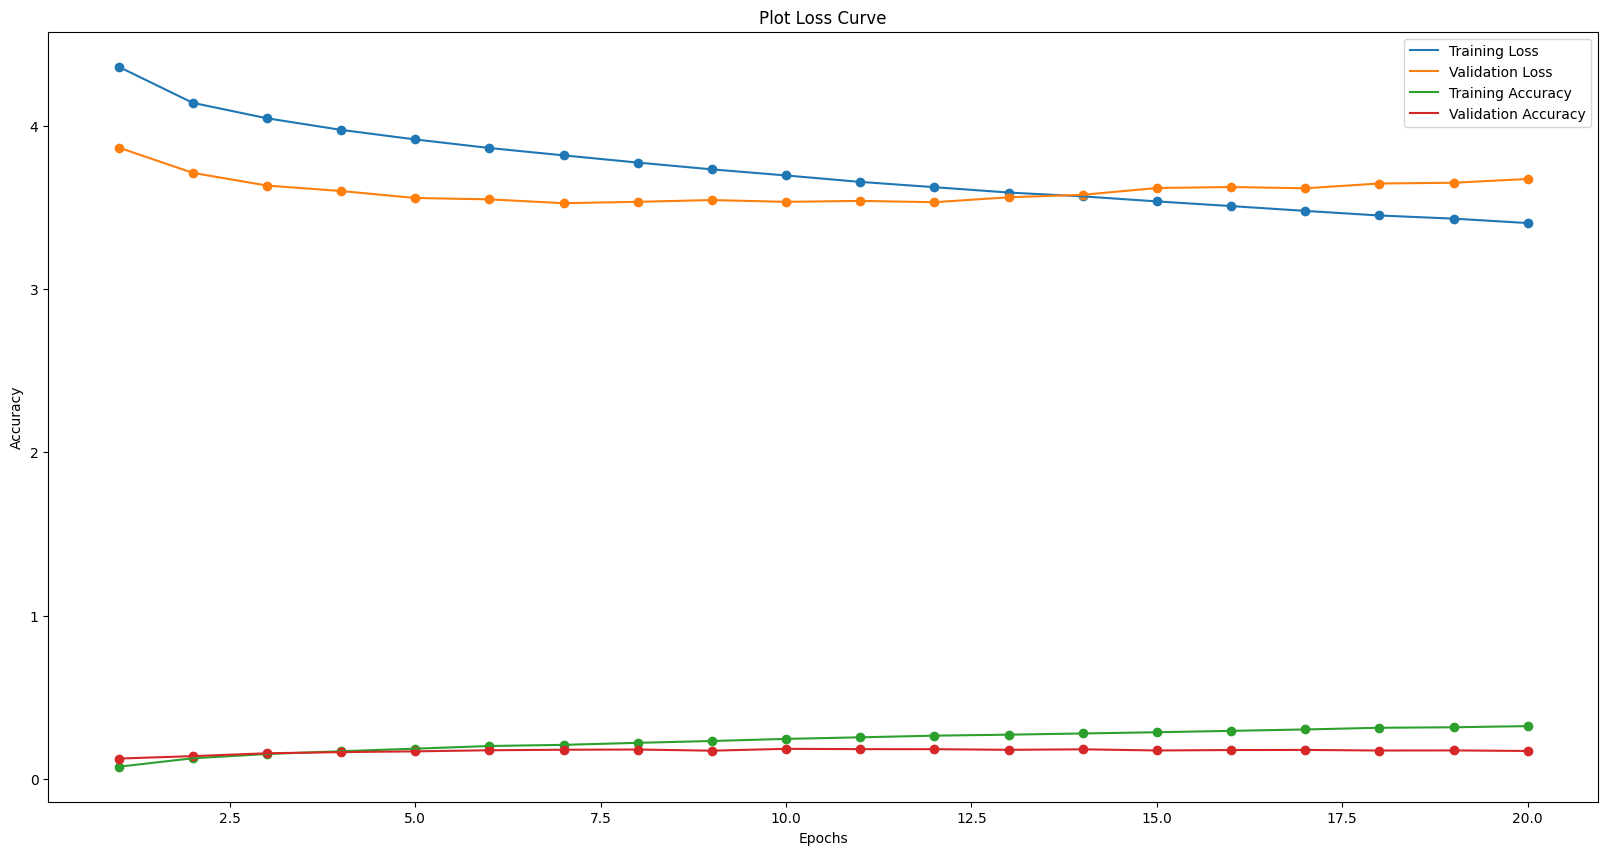 Plot Loss Curve
Training Loss
Validation Loss
Training Accuracy
Validation Accuracy
4
3
2
1
0
Accuracy
2.5 5.0 7.5 10.0 12.5 15.0 17.5 20.0
Epochs